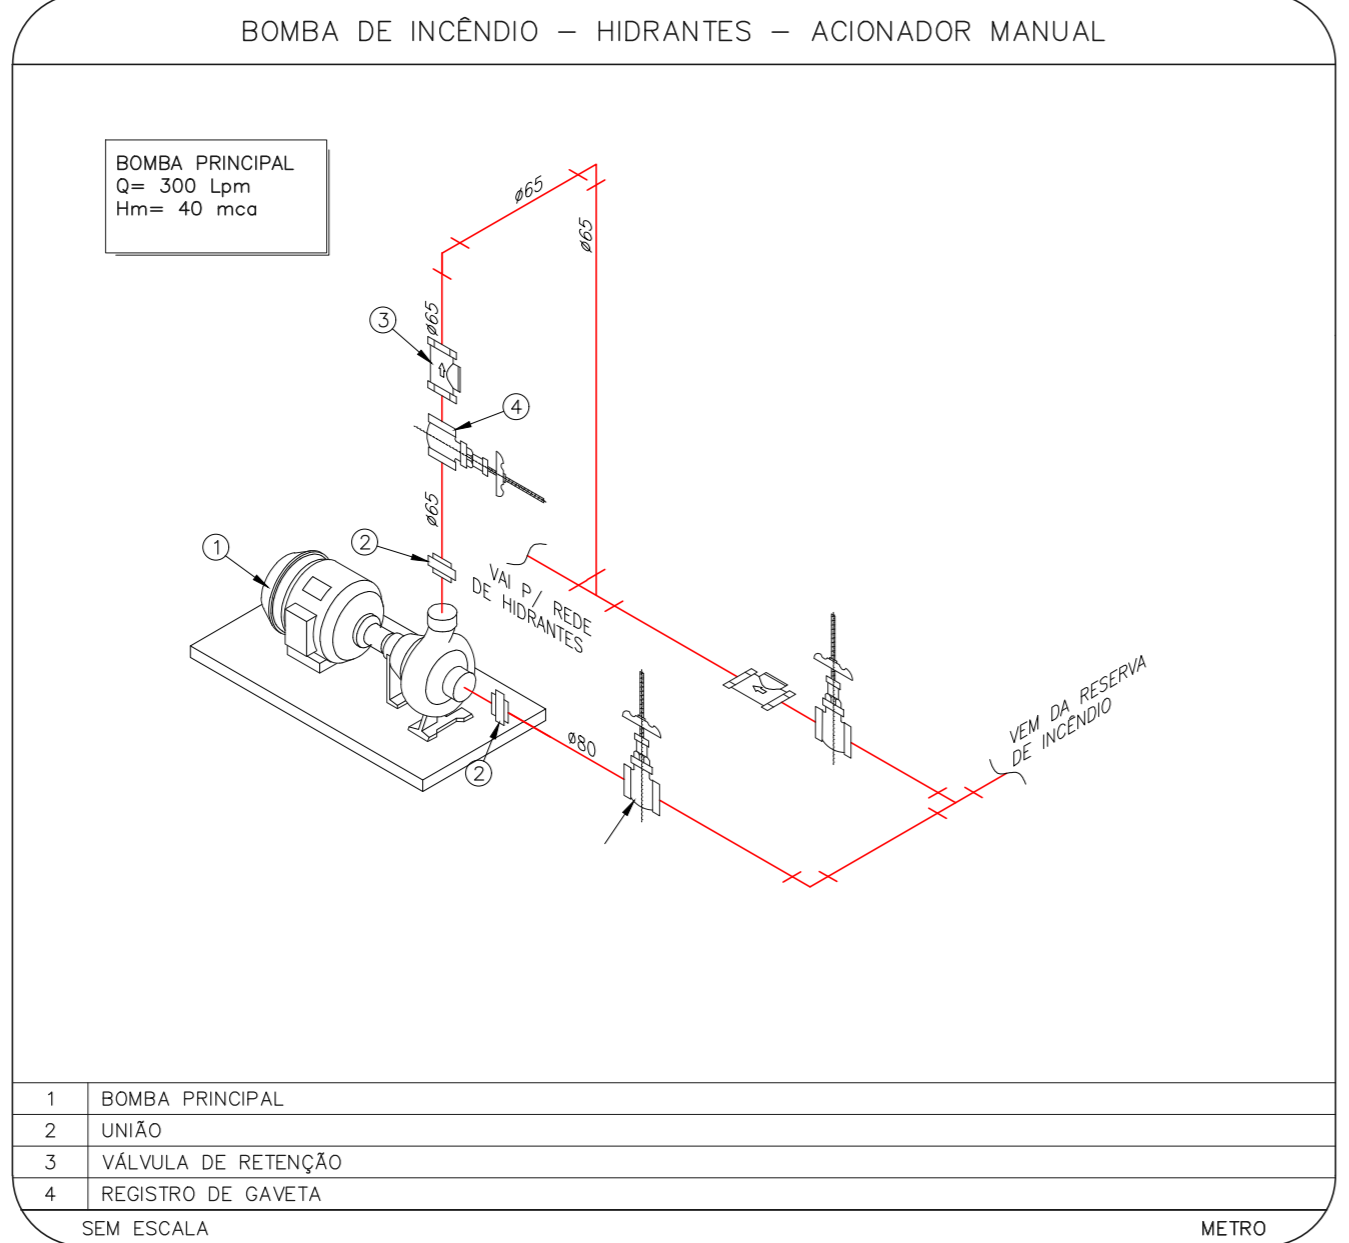 BOMBA DE INCÊNDIO – HIDRANTES – ACIONADOR MANUAL
BOMBA PRINCIPAL
Q= 300 Lpm
Hm= 40 mca
ø65
ø65
ø65
3
4
ø65
1
2
VAI P/ REDE
DE HIDRANTES
VEM DA RESERVA
DE INCÊNDIO
ø80
2
1 BOMBA PRINCIPAL
2 UNIÃO
3 VÁLVULA DE RETENÇÃO
4 REGISTRO DE GAVETA
SEM ESCALA METRO